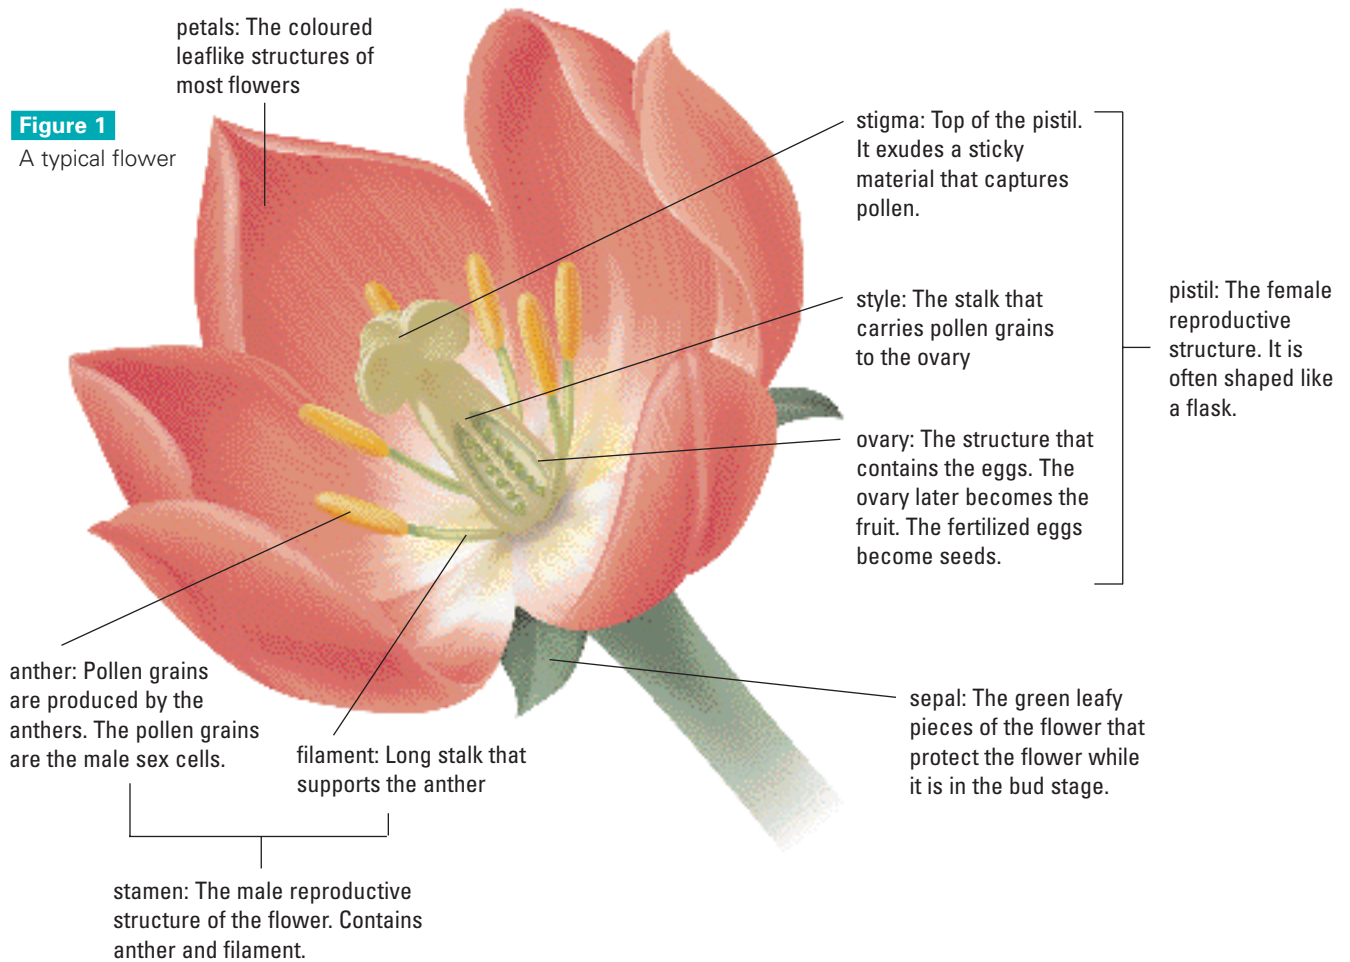 petals: The coloured
leaflike structures of
most flowers
Figure 1
A typical flower
stigma: Top of the pistil.
It exudes a sticky
material that captures
pollen.
style: The stalk that
carries pollen grains
to the ovary
pistil: The female
reproductive
structure. It is
often shaped like
a flask.
ovary: The structure that
contains the eggs. The
ovary later becomes the
fruit. The fertilized eggs
become seeds.
anther: Pollen grains
are produced by the
anthers. The pollen grains
are the male sex cells.
filament: Long stalk that
supports the anther
sepal: The green leafy
pieces of the flower that
protect the flower while
it is in the bud stage.
stamen: The male reproductive
structure of the flower. Contains
anther and filament.